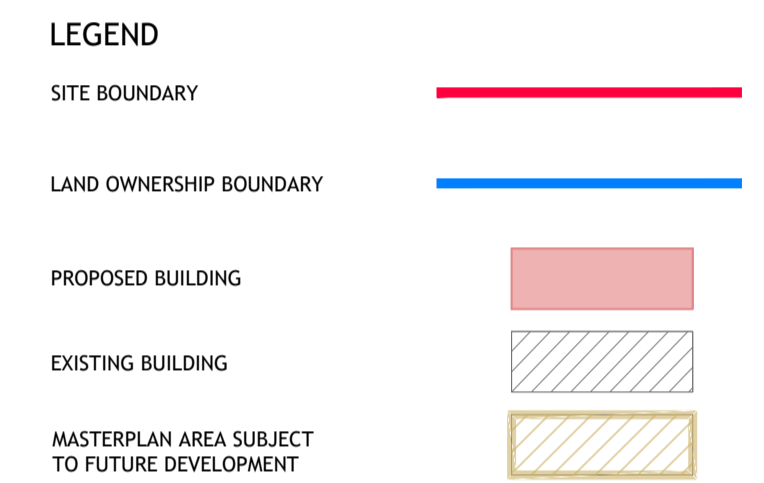 LEGEND
SITE BOUNDARY
LAND OWNERSHIP BOUNDARY
PROPOSED BUILDING
EXISTING BUILDING
MASTERPLAN AREA SUBJECT
TO FUTURE DEVELOPMENT